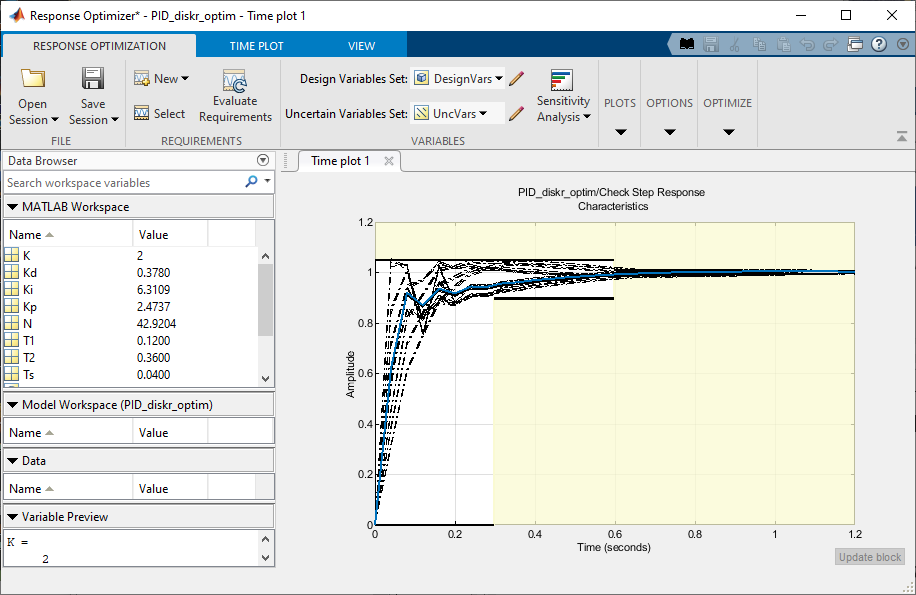 Response Optimizer* - PID_diskr_optim - Time plot 1
RESPONSE OPTIMIZATION TIME PLOT VIEW
Open Session
Save Session
FILE
New
Select
Evaluate Requirements
REQUIREMENTS
Design Variables Set: DesignVars
Uncertain Variables Set: UncVars
Sensitivity Analysis
VARIABLES
PLOTS
OPTIONS
OPTIMIZE
Data Browser
Search workspace variables
MATLAB Workspace
Name Value
K 2
Kd 0.3780
Ki 6.3109
Kp 2.4737
N 42.9204
T1 0.1200
T2 0.3600
Ts 0.0400
Model Workspace (PID_diskr_optim)
Name Value
Data
Name Value
Variable Preview
K =
2
Time plot 1
PID_diskr_optim/Check Step Response
Characteristics
1.2
1
0.8
0.6
0.4
0.2
0
Amplitude
0 0.2 0.4 0.6 0.8 1 1.2
Time (seconds)
Update block